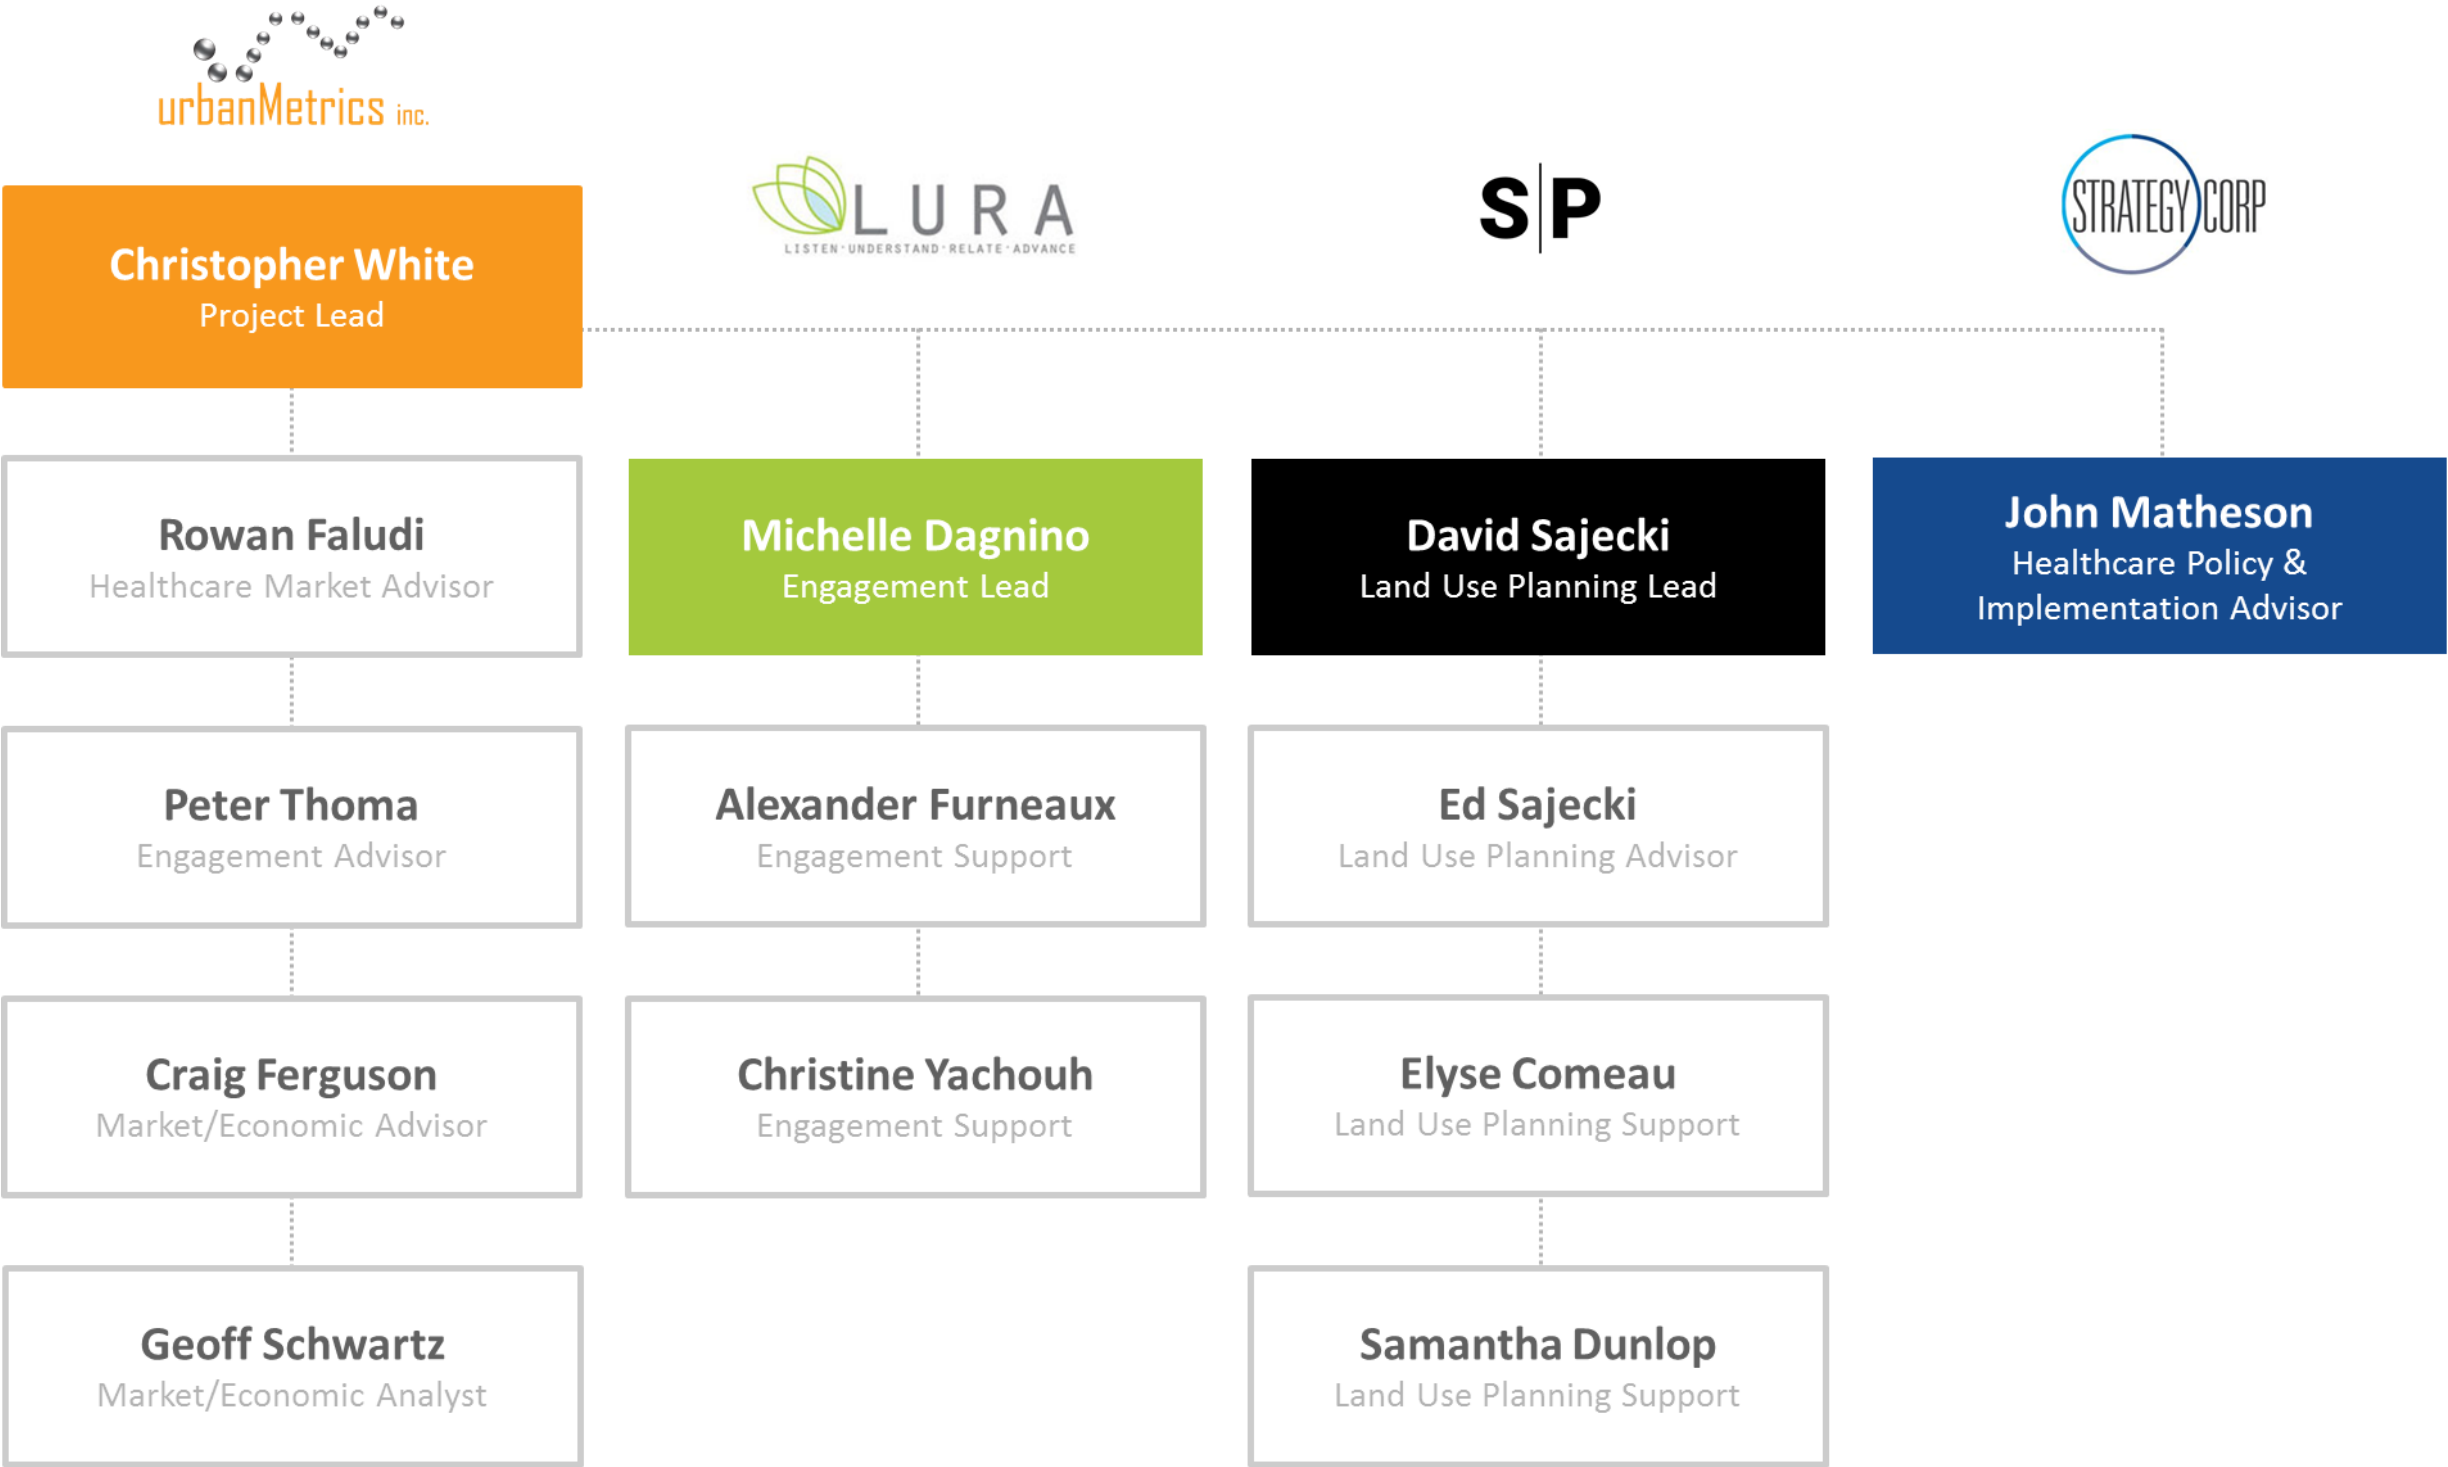 urbanMetrics inc.
Christopher White
Project Lead
LURA
LISTEN·UNDERSTAND·RELATE·ADVANCE
S|P
STRATEGY CORP
Rowan Faludi
Healthcare Market Advisor
Michelle Dagnino
Engagement Lead
David Sajecki
Land Use Planning Lead
John Matheson
Healthcare Policy &
Implementation Advisor
Peter Thoma
Engagement Advisor
Alexander Furneaux
Engagement Support
Ed Sajecki
Land Use Planning Advisor
Craig Ferguson
Market/Economic Advisor
Christine Yachouh
Engagement Support
Elyse Comeau
Land Use Planning Support
Geoff Schwartz
Market/Economic Analyst
Samantha Dunlop
Land Use Planning Support